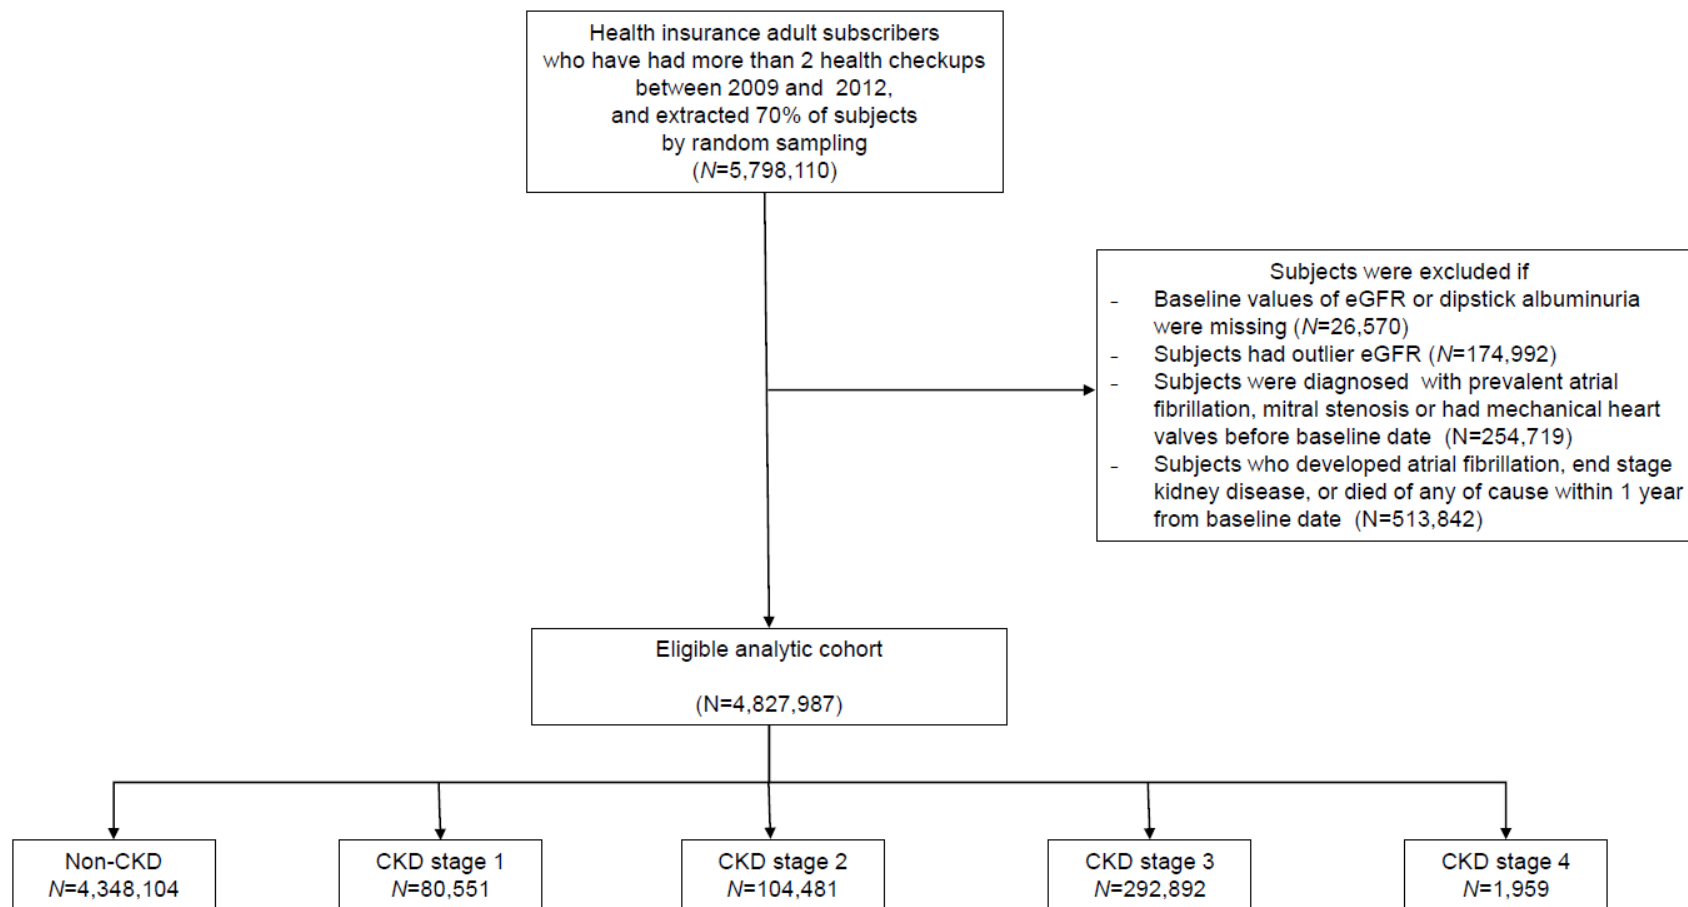 Health insurance adult subscribers
who have had more than 2 health checkups
between 2009 and 2012,
and extracted 70% of subjects
by random sampling
(N=5,798,110)
Subjects were excluded if
- Baseline values of eGFR or dipstick albuminuria
were missing (N=26,570)
- Subjects had outlier eGFR (N=174,992)
- Subjects were diagnosed with prevalent atrial
fibrillation, mitral stenosis or had mechanical heart
valves before baseline date (N=254,719)
- Subjects who developed atrial fibrillation, end stage
kidney disease, or died of any of cause within 1 year
from baseline date (N=513,842)
Eligible analytic cohort
(N=4,827,987)
Non-CKD
N=4,348,104
CKD stage 1
N=80,551
CKD stage 2
N=104,481
CKD stage 3
N=292,892
CKD stage 4
N=1,959